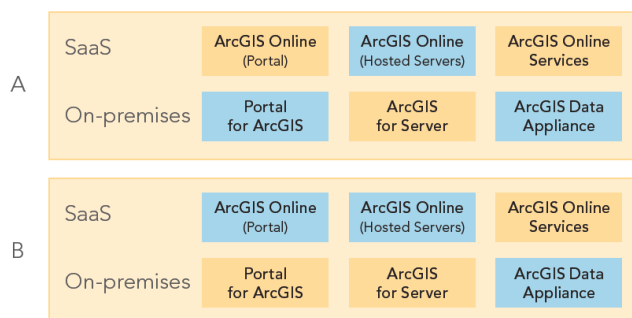 A
SaaS
ArcGIS Online
(Portal)
ArcGIS Online
(Hosted Servers)
ArcGIS Online
Services
On-premises
Portal
for ArcGIS
ArcGIS
for Server
ArcGIS Data
Appliance
B
SaaS
ArcGIS Online
(Portal)
ArcGIS Online
(Hosted Servers)
ArcGIS Online
Services
On-premises
Portal
for ArcGIS
ArcGIS
for Server
ArcGIS Data
Appliance